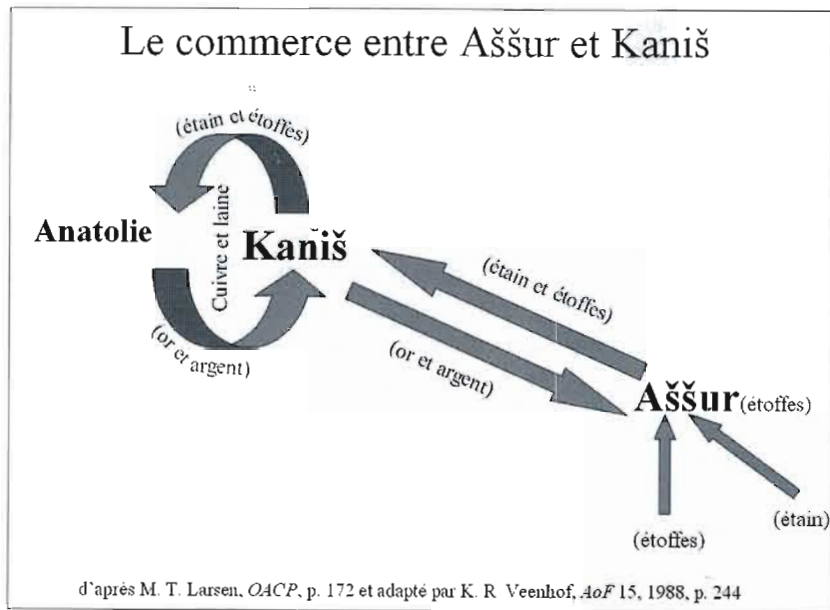 Le commerce entre Aššur et Kaniš
(étain et étoffes)
Anatolie
Cuivre et laine
Kaniš
(or et argent)
(étain et étoffes)
(or et argent)
Aššur (étoffes)
(étoffes)
(étain)
d'après M. T. Larsen, OACP, p. 172 et adapté par K. R Veenhof, AoF 15, 1988, p. 244